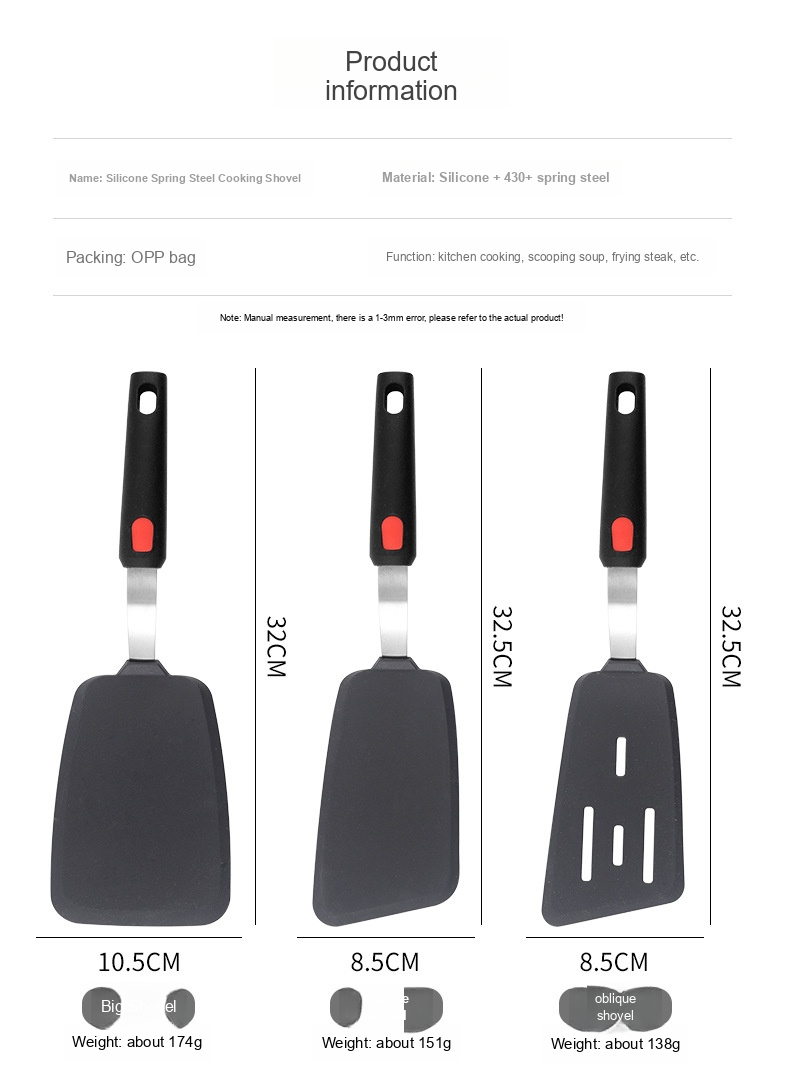 Product
information
Name: Silicone Spring Steel Cooking Shovel
Material: Silicone + 430+ spring steel
Packing: OPP bag
Function: kitchen cooking, scooping soup, frying steak, etc.
Note: Manual measurement, there is a 1-3mm error, please refer to the actual product!
32CM
32.5CM
32.5CM
10.5CM
8.5CM
8.5CM
Big
oblique
shoyel
Weight: about 174g
Weight: about 151g
Weight: about 138g